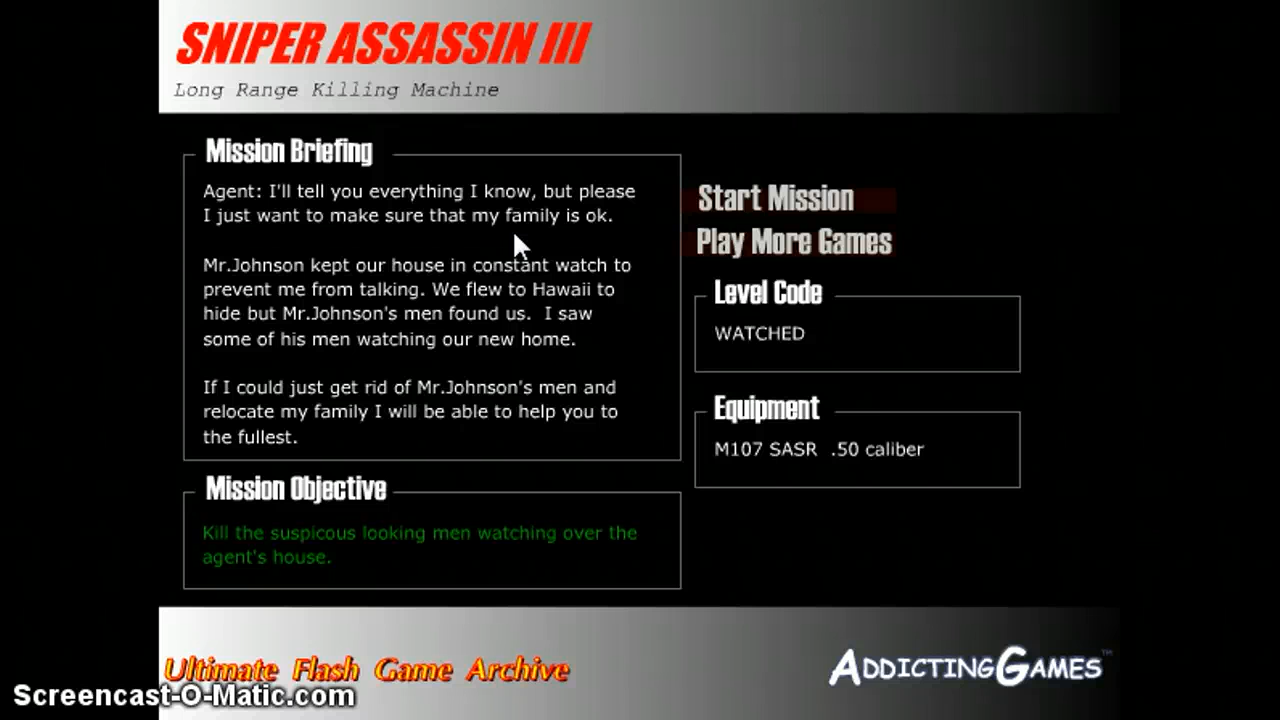 SNIPER ASSASSIN III
Long Range Killing Machine
Mission Briefing
Agent: I'll tell you everything I know, but please
I just want to make sure that my family is ok.
Mr.Johnson kept our house in constant watch to
prevent me from talking. We flew to Hawaii to
hide but Mr.Johnson's men found us. I saw
some of his men watching our new home.
If I could just get rid of Mr.Johnson's men and
relocate my family I will be able to help you to
the fullest.
Mission Objective
Kill the suspicous looking men watching over the
agent's house.
Start Mission
Play More Games
Level Code
WATCHED
Equipment
M107 SASR .50 caliber
Ultimate Flash Game Archive
Screencast-O-Matic.com
ADDICTINGGAMES™